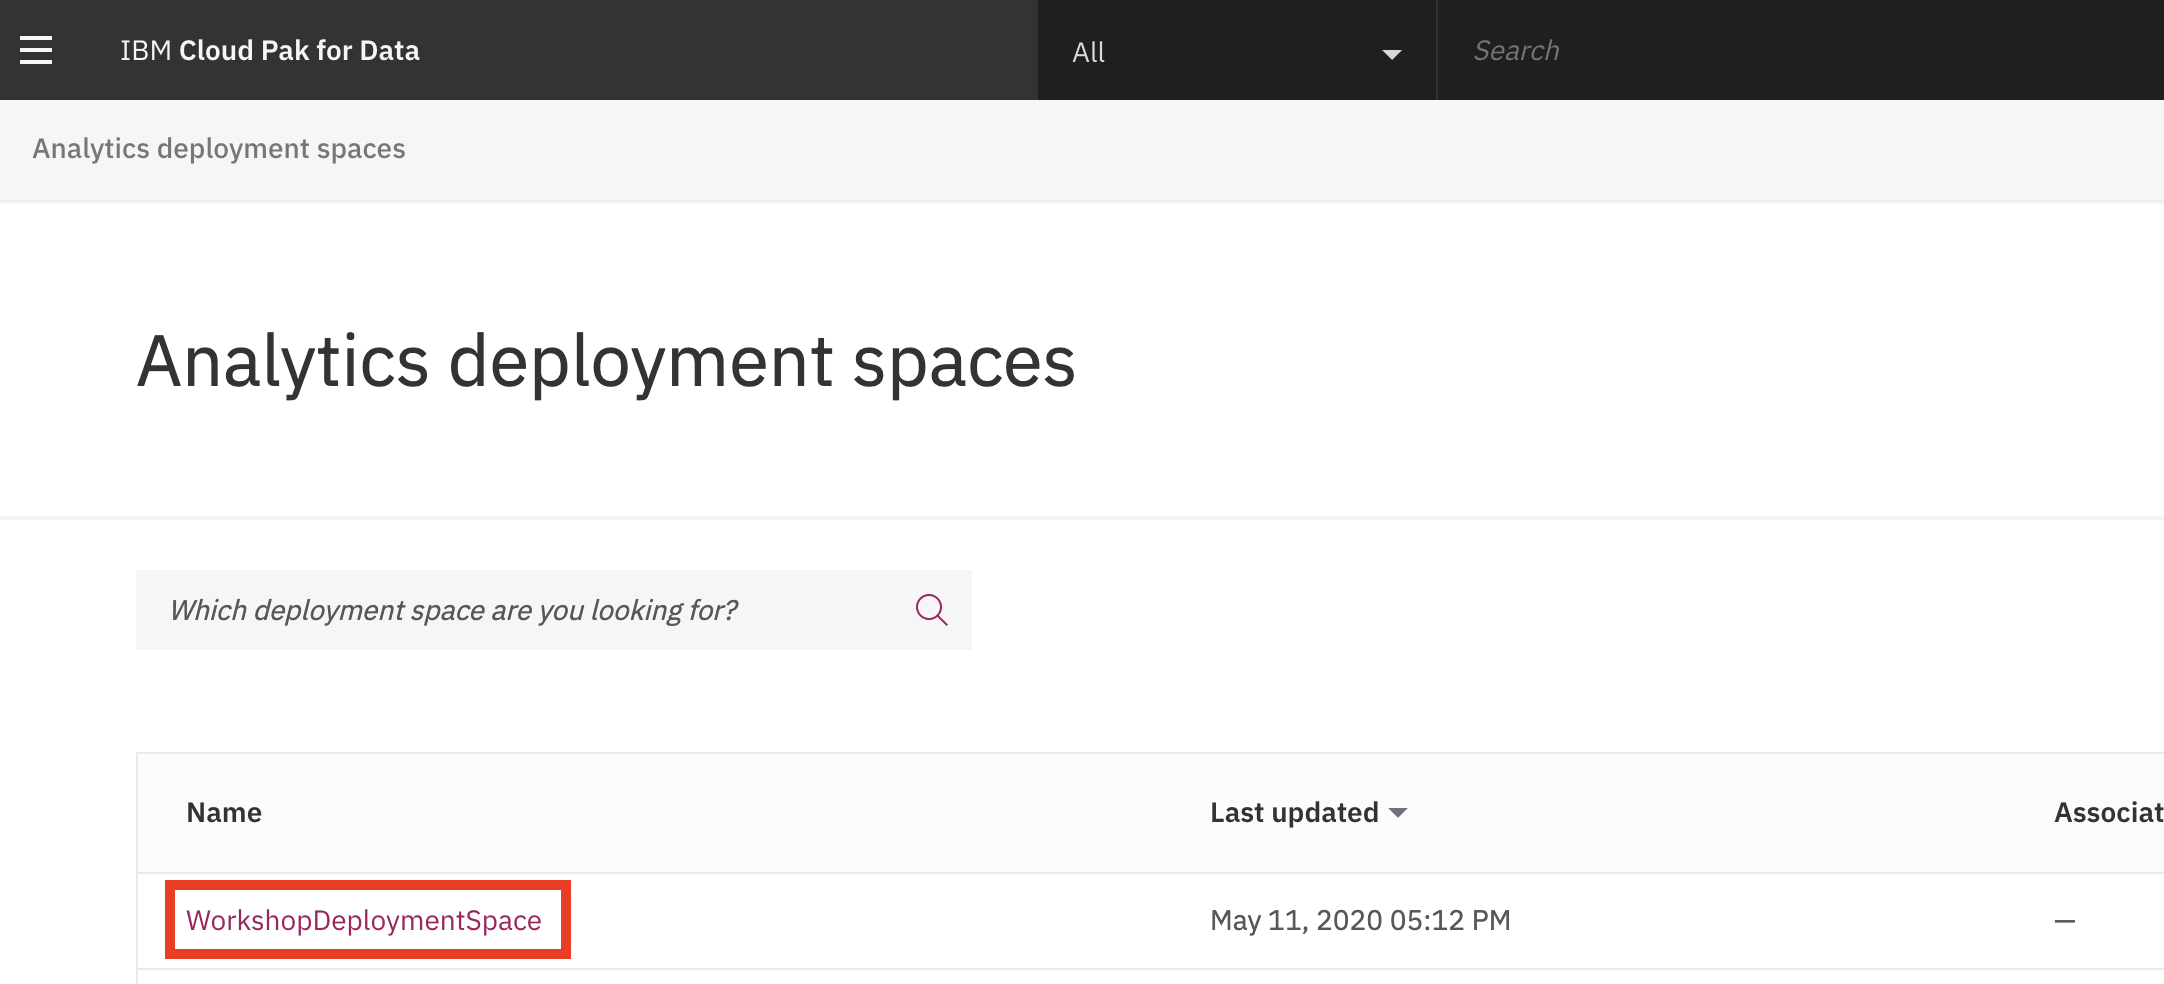 IBM Cloud Pak for Data
All
Search
Analytics deployment spaces
Analytics deployment spaces
Which deployment space are you looking for?
Name Last updated Associat
WorkshopDeploymentSpace May 11, 2020 05:12 PM –